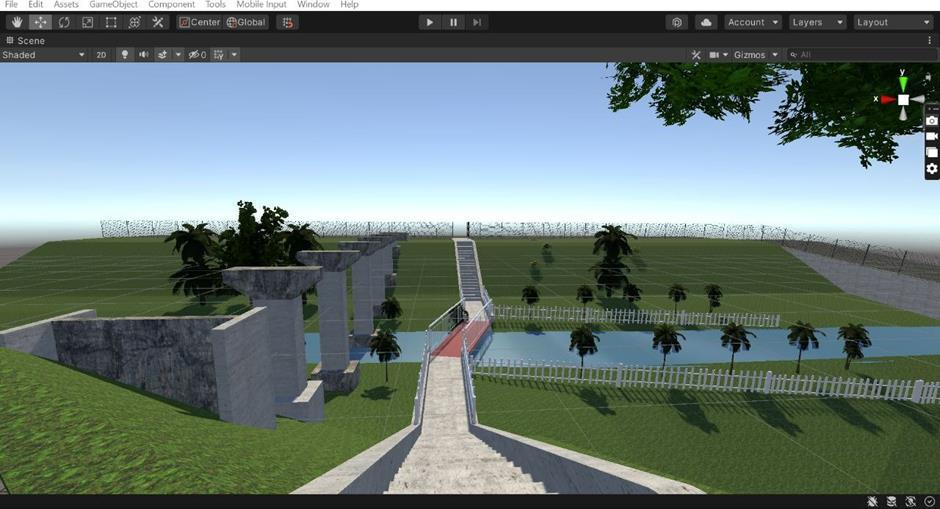 File Edit Assets GameObject Component Tools Mobile Input Window Help
Center Global Account Layers Layout
Scene
Shaded 2D 0 Gizmos All
y
x